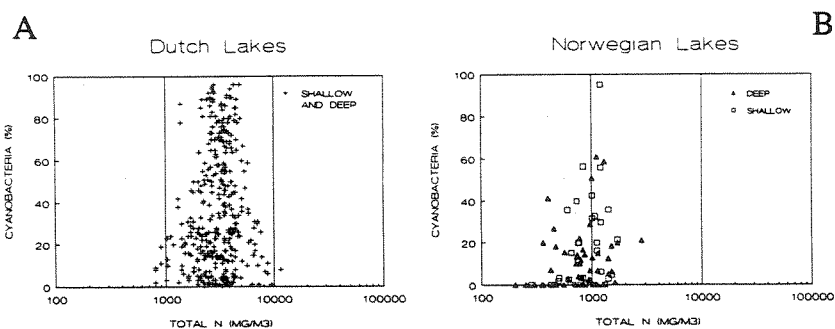 A
Dutch Lakes
CYANOBACTERIA (%)
100
80
60
40
20
0
+ SHALLOW
AND DEEP
100
1000
10000
100000
TOTAL N (MG/M3)
B
Norwegian Lakes
CYANOBACTERIA (%)
100
80
60
40
20
0
DEEP
SHALLOW
100
1000
10000
100000
TOTAL N (MG/M3)